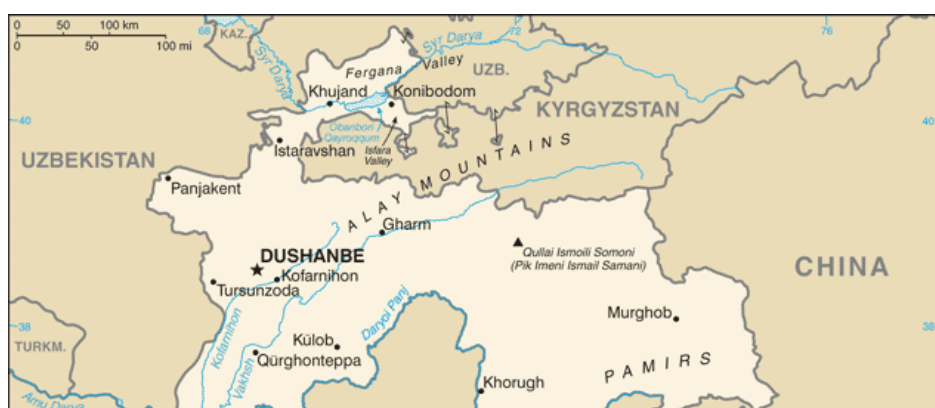 0 50 100 km
0 50 100 mi
68
KAZ.
72
76
Syr Darya
Syr Darya
Fergana Valley
UZB.
Khujand
Konibodom
KYRGYZSTAN
40
40
Obanbori
Qayroqqum
Isfara
Valley
Istaravshan
UZBEKISTAN
ALAY MOUNTAINS
Panjakent
Gharm
DUSHANBE
Qullai Ismoili Somoni
(Pik Imeni Ismail Samani)
CHINA
Kofarnihon
Tursunzoda
Daryoi Panj
Murghob
38
38
Kofarnihon
Kŭlob
TURKM.
Vakhsh
Qŭrghonteppa
PAMIRS
Khorugh
Amu Darya